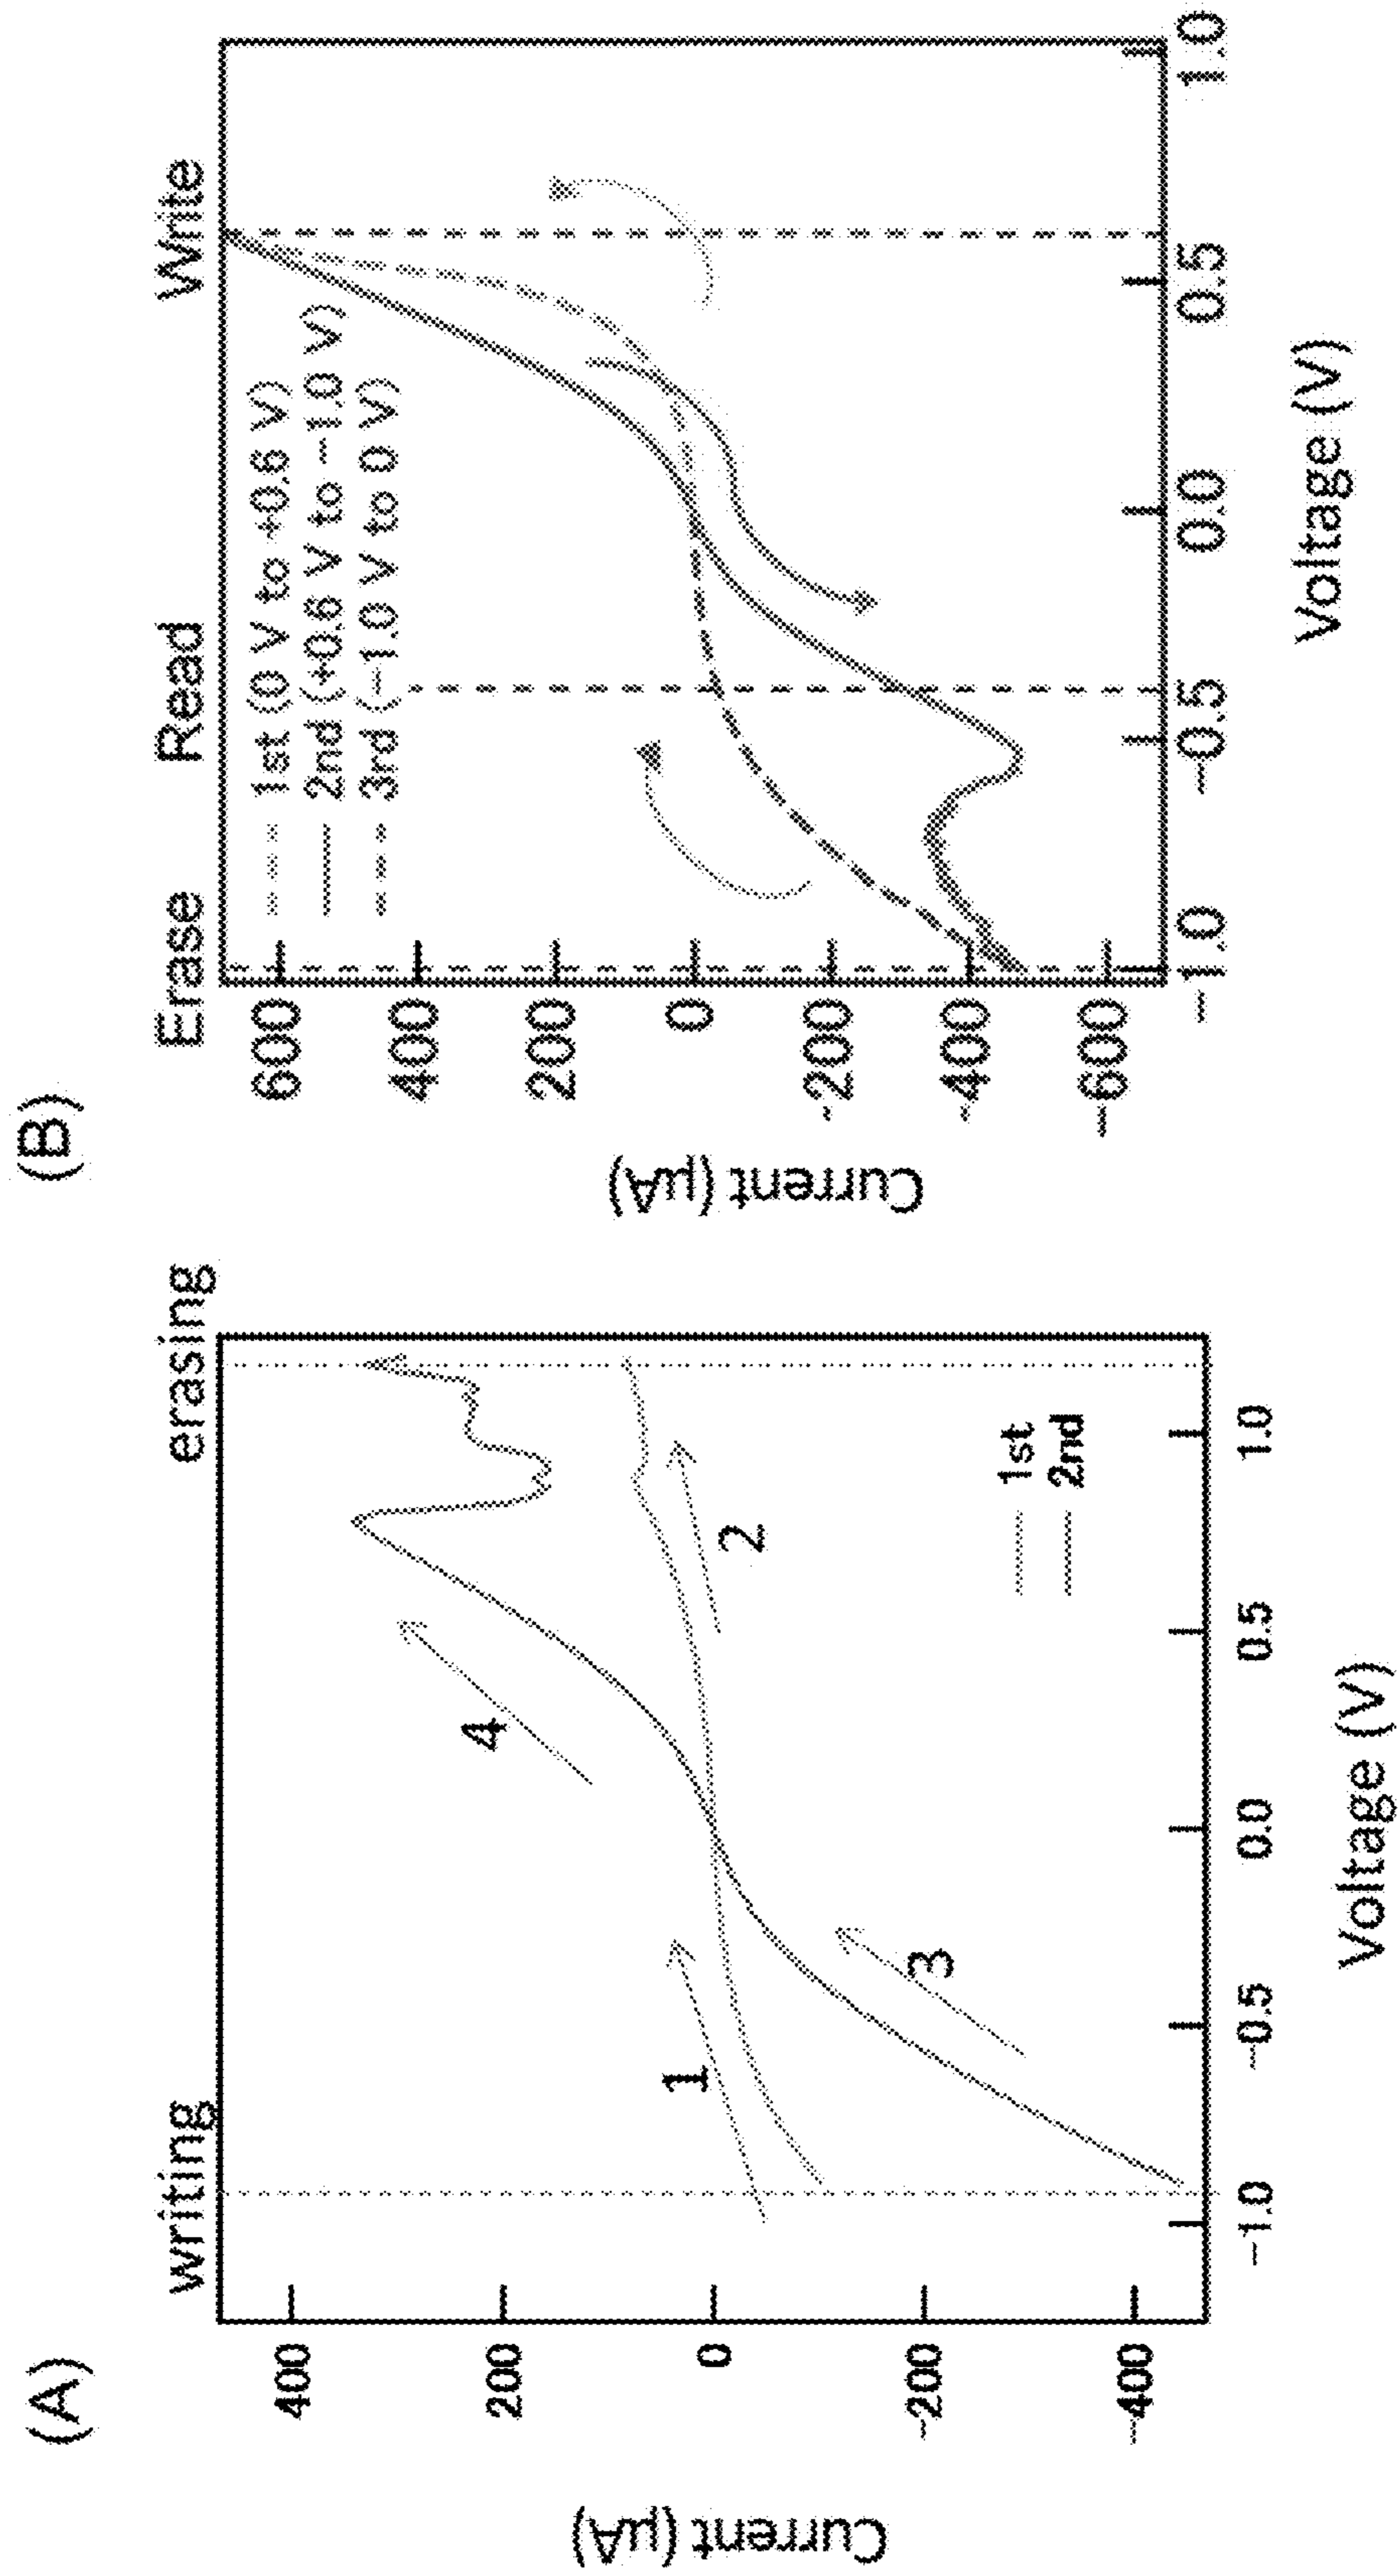 (A)
writing
erasing
400
200
0
-200
-400
Current (μA)
1
2
3
4
1st
2nd
-1.0
-0.5
0.0
0.5
1.0
Voltage (V)
(B)
Erase
Read
Write
600
400
200
0
-200
-400
-600
Current (μA)
1st (0 V to +0.6 V)
2nd (+0.6 V to -1.0 V)
3rd (-1.0 V to 0 V)
-1.0
-0.5
0.0
0.5
1.0
Voltage (V)